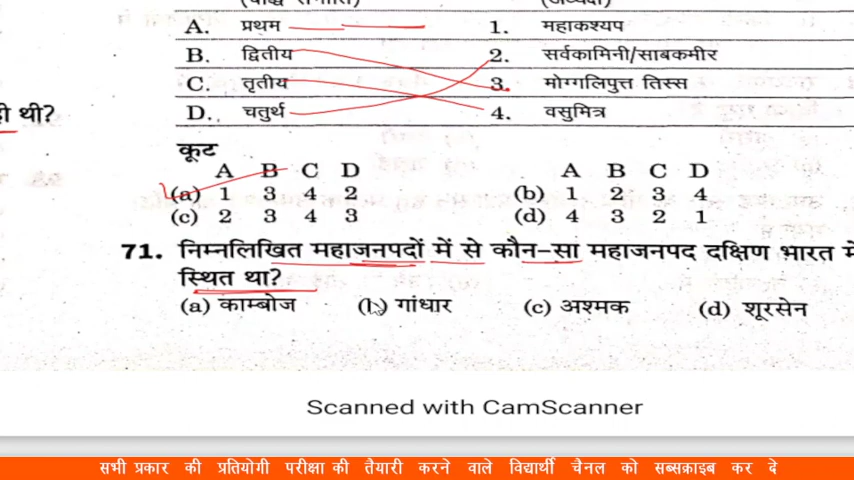 (बौद्ध संगीति) (अध्यक्ष)
A. प्रथम 1. महाकश्यप
B. द्वितीय 2. सर्वकामिनी/साबकमीर
C. तृतीय 3. मोग्गलिपुत्त तिस्स
D. चतुर्थ 4. वसुमित्र
थी?
कूट
A B C D A B C D
(a) 1 3 4 2 (b) 1 2 3 4
(c) 2 3 4 3 (d) 4 3 2 1
71. निम्नलिखित महाजनपदों में से कौन-सा महाजनपद दक्षिण भारत मे
स्थित था?
(a) काम्बोज (b) गांधार (c) अश्मक (d) शूरसेन
Scanned with CamScanner
सभी प्रकार की प्रतियोगी परीक्षा की तैयारी करने वाले विद्यार्थी चैनल को सब्सक्राइब कर दे